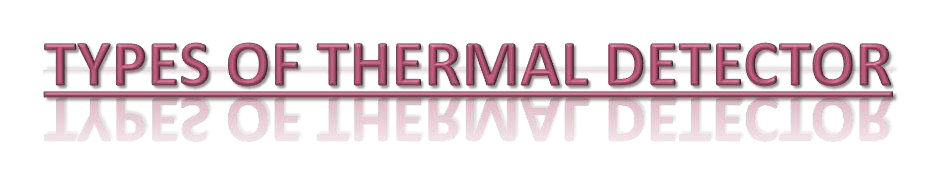 TYPES OF THERMAL DETECTOR